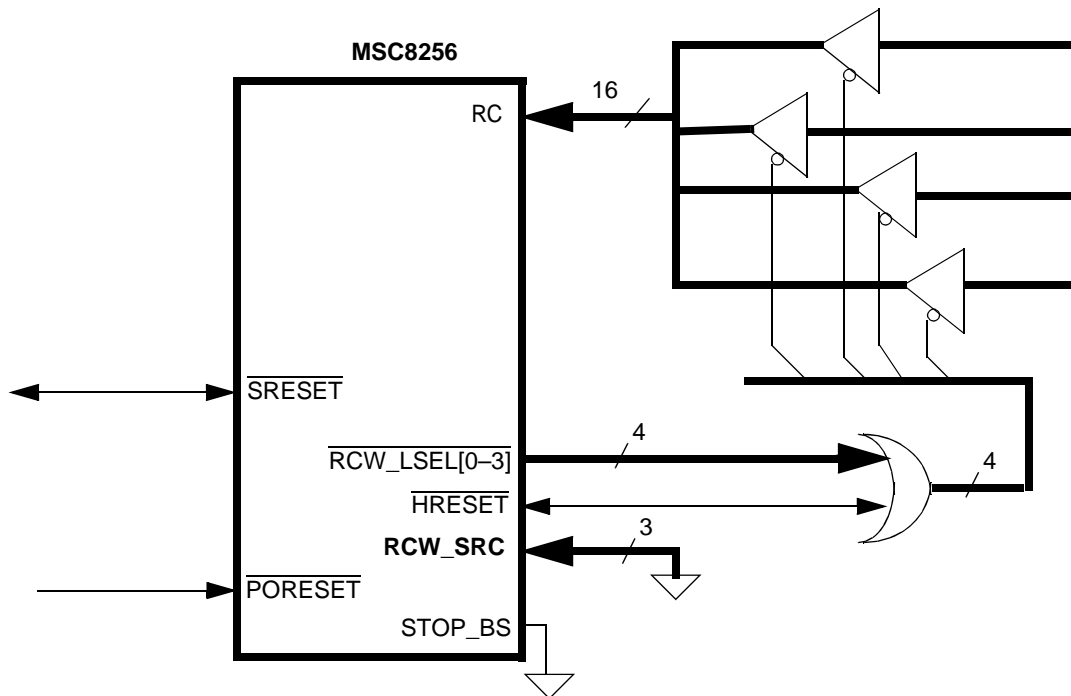 MSC8256
RC
16
SRESET
RCW_LSEL[0–3]
4
4
HRESET
RCW_SRC
3
PORESET
STOP_BS